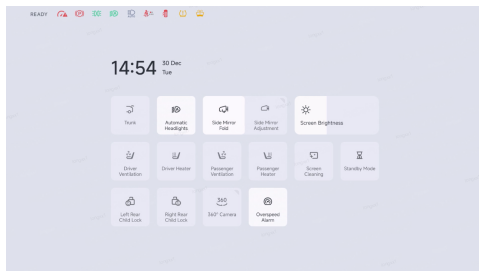 READY
14:54
30 Dec
Tue
Trunk
Automatic
Headlights
Side Mirror
Fold
Side Mirror
Adjustment
Screen Brightness
Driver
Ventilation
Driver Heater
Passenger
Ventilation
Passenger
Heater
Screen
Cleaning
Standby Mode
Left Rear
Child Lock
Right Rear
Child Lock
360
360° Camera
Overspeed
Alarm